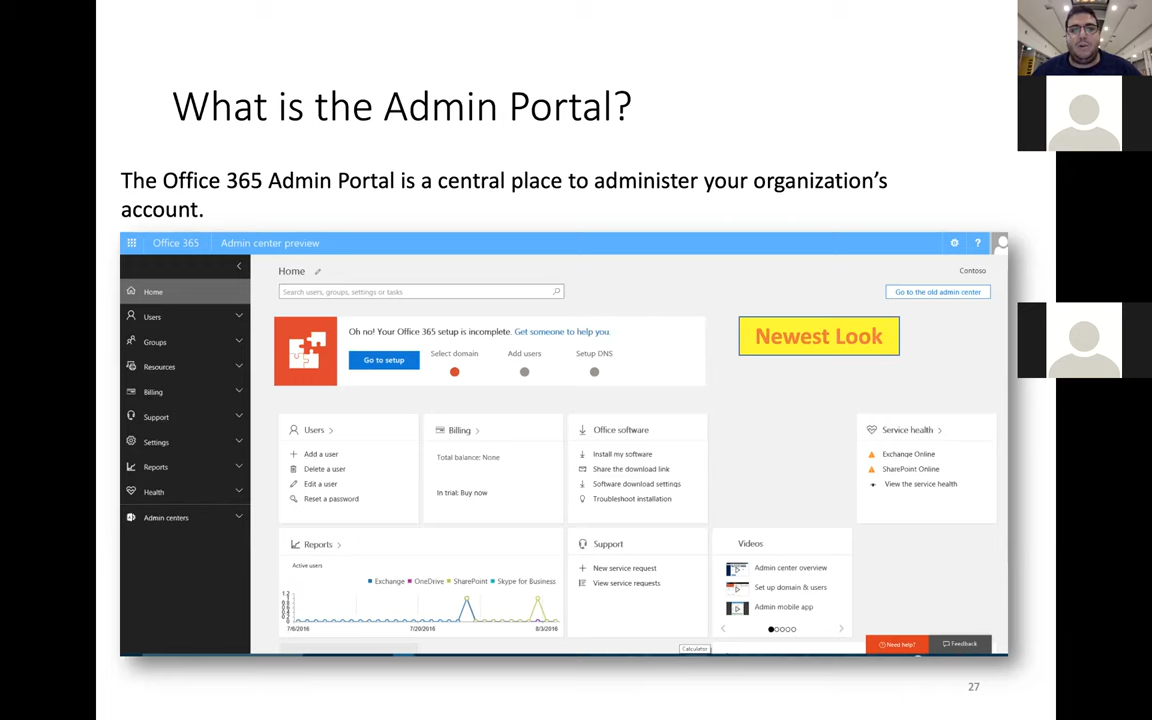 What is the Admin Portal?
The Office 365 Admin Portal is a central place to administer your organization's
account.
Office 365
Admin center preview
?
Home
Users
Groups
Resources
Billing
Support
Settings
Reports
Health
Admin centers
Home
Contoso
Search users, groups, settings or tasks
Go to the old admin center
Oh no! Your Office 365 setup is incomplete. Get someone to help you.
Go to setup
Select domain
Add users
Setup DNS
Newest Look
Users
Add a user
Delete a user
Edit a user
Reset a password
Billing
Total balance: None
In trial: Buy now
Office software
Install my software
Share the download link
Software download settings
Troubleshoot installation
Service health
Exchange Online
SharePoint Online
View the service health
Reports
Active users
Exchange OneDrive SharePoint Skype for Business
1.2
0
7/6/2016 7/20/2016 8/3/2016
Support
New service request
View service requests
Videos
Admin center overview
Set up domain & users
Admin mobile app
Calculator
Need help?
Feedback
27